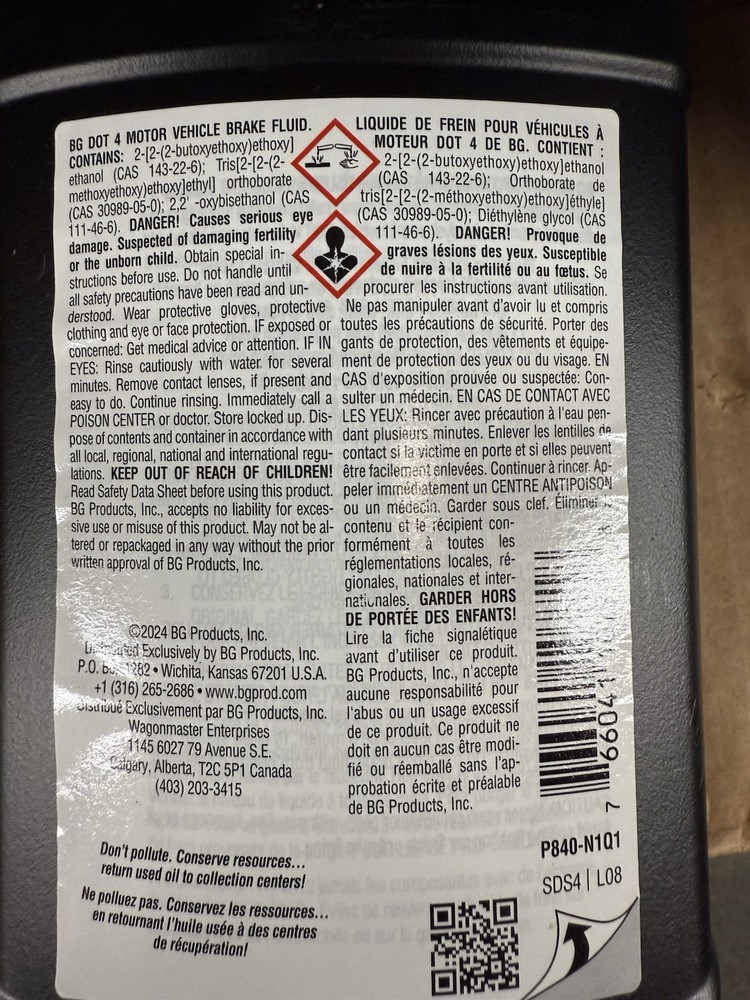 BG DOT 4 MOTOR VEHICLE BRAKE FLUID.
CONTAINS: 2-[2-(2-butoxyethoxy)ethoxy]
ethanol (CAS 143-22-6); Tris[2-[2-(2-
methoxyethoxy)ethoxy]ethyl] orthoborate
(CAS 30989-05-0); 2,2' -oxybisethanol (CAS
111-46-6). DANGER! Causes serious eye
damage. Suspected of damaging fertility
or the unborn child. Obtain special in-
structions before use. Do not handle until
all safety precautions have been read and un-
derstood. Wear protective gloves, protective
clothing and eye or face protection. IF exposed or
concerned: Get medical advice or attention. IF IN
EYES: Rinse cautiously with water for several
minutes. Remove contact lenses, if present and
easy to do. Continue rinsing. Immediately call a
POISON CENTER or doctor. Store locked up. Dis-
pose of contents and container in accordance with
all local, regional, national and international regu-
lations. KEEP OUT OF REACH OF CHILDREN!
Read Safety Data Sheet before using this product.
BG Products, Inc., accepts no liability for exces-
sive use or misuse of this product. May not be al-
tered or repackaged in any way without the prior
written approval of BG Products, Inc.
©2024 BG Products, Inc.
Distributed Exclusively by BG Products, Inc.
P.O. Box 1282 • Wichita, Kansas 67201 U.S.A.
+1 (316) 265-2686 • www.bgprod.com
Distribué Exclusivement par BG Products, Inc.
Wagonmaster Enterprises
1145 6027 79 Avenue S.E.
Calgary, Alberta, T2C 5P1 Canada
(403) 203-3415
Don't pollute. Conserve resources...
return used oil to collection centers!
Ne polluez pas. Conservez les ressources...
en retournant l'huile usée à des centres
de récupération!
LIQUIDE DE FREIN POUR VÉHICULES À
MOTEUR DOT 4 DE BG. CONTIENT :
2-[2-(2-butoxyethoxy)ethoxy]ethanol
(CAS 143-22-6); Orthoborate de
tris[2-[2-(2-méthoxyethoxy)ethoxy]éthyle]
(CAS 30989-05-0); Diéthylène glycol (CAS
111-46-6). DANGER! Provoque de
graves lésions des yeux. Susceptible
de nuire à la fertilité ou au fœtus. Se
procurer les instructions avant utilisation.
Ne pas manipuler avant d'avoir lu et compris
toutes les précautions de sécurité. Porter des
gants de protection, des vêtements et équipe-
ment de protection des yeux ou du visage. EN
CAS d'exposition prouvée ou suspectée: Con-
sulter un médecin. EN CAS DE CONTACT AVEC
LES YEUX: Rincer avec précaution à l'eau pen-
dant plusieurs minutes. Enlever les lentilles de
contact si la victime en porte et si elles peuvent
être facilement enlevées. Continuer à rincer. Ap-
peler immédiatement un CENTRE ANTIPOISON
ou un médecin. Garder sous clef. Éliminer
contenu et le récipient con-
formément à toutes les
réglementations locales, ré-
gionales, nationales et inter-
nationales. GARDER HORS
DE PORTÉE DES ENFANTS!
Lire la fiche signalétique
avant d'utiliser ce produit.
BG Products, Inc., n'accepte
aucune responsabilité pour
l'abus ou un usage excessif
de ce produit. Ce produit ne
doit en aucun cas être modi-
fié ou réemballé sans l'ap-
probation écrite et préalable
de BG Products, Inc.
P840-N1Q1
SDS4 | L08